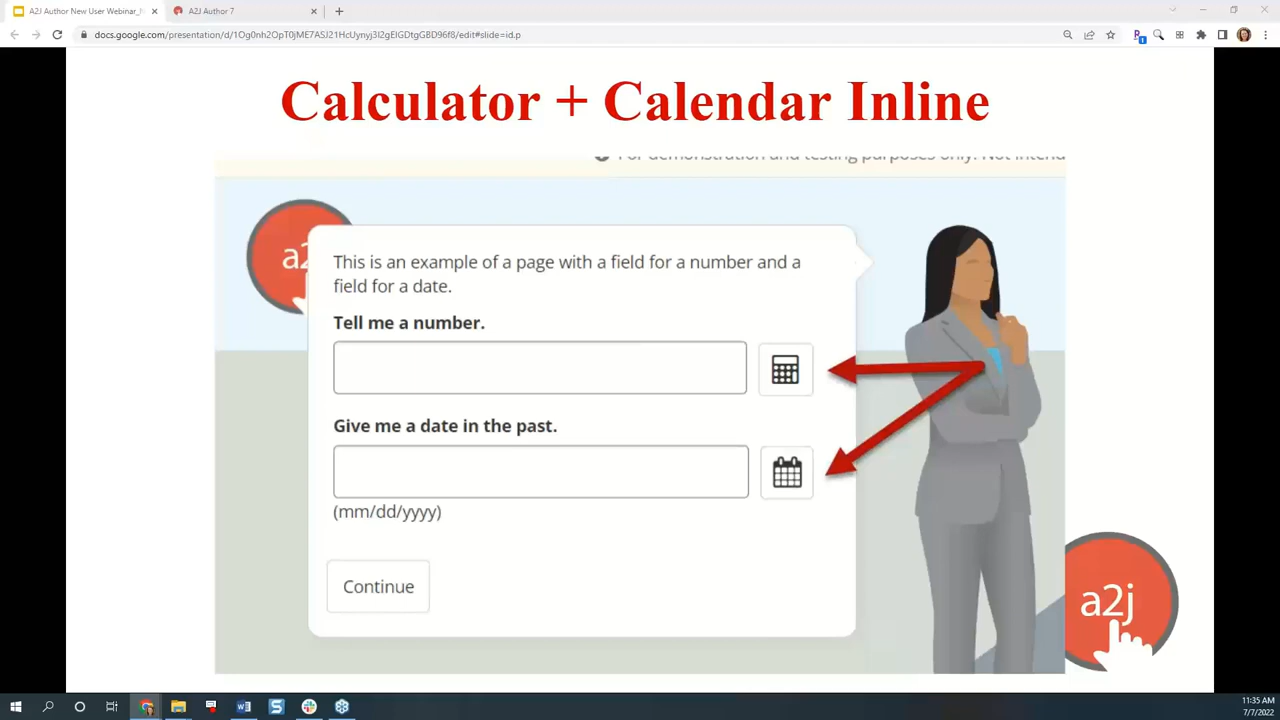 A2J Author New User Webinar_
A2J Author 7
docs.google.com/presentation/d/1Og0nh2OpT0jME7ASJ21HcUynyj3I2gEIGDtgGBD96f8/edit#slide=id.p
Calculator + Calendar Inline
For demonstration and testing purposes only. Not intend
a2
This is an example of a page with a field for a number and a
field for a date.
Tell me a number.
Give me a date in the past.
(mm/dd/yyyy)
Continue
a2j
11:35 AM
7/7/2022